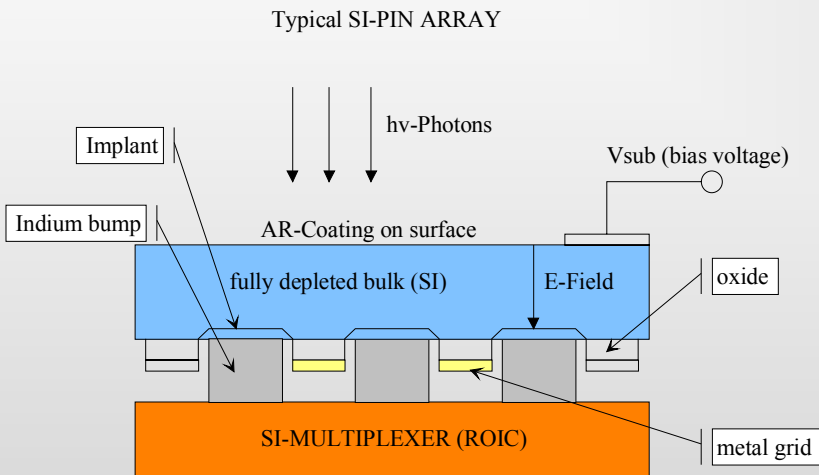 Typical SI-PIN ARRAY
hv-Photons
Implant
Vsub (bias voltage)
Indium bump
AR-Coating on surface
fully depleted bulk (SI)
E-Field
oxide
SI-MULTIPLEXER (ROIC)
metal grid